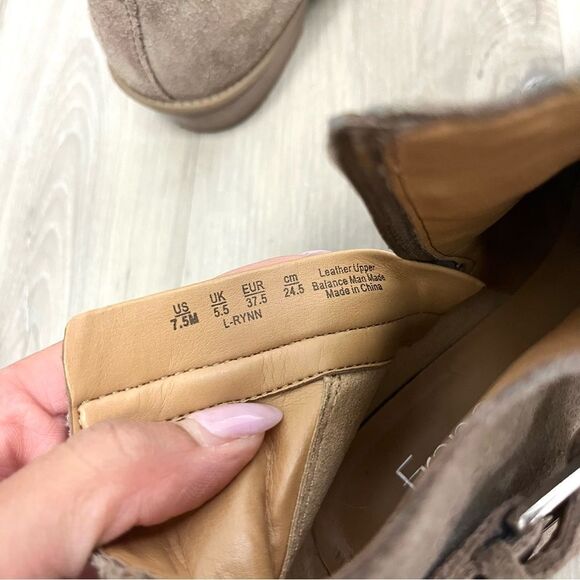 US UK EUR cm Leather Upper
7.5M 5.5 37.5 24.5 Balance Man Made
L-RYNN Made in China